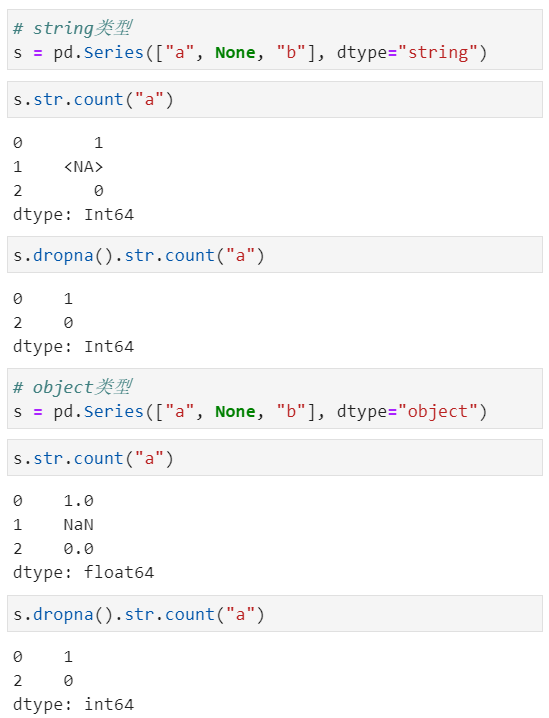 # string类型
s = pd.Series(["a", None, "b"], dtype="string")
s.str.count("a")
0       1
1    <NA>
2       0
dtype: Int64
s.dropna().str.count("a")
0    1
2    0
dtype: Int64
# object类型
s = pd.Series(["a", None, "b"], dtype="object")
s.str.count("a")
0    1.0
1    NaN
2    0.0
dtype: float64
s.dropna().str.count("a")
0    1
2    0
dtype: int64